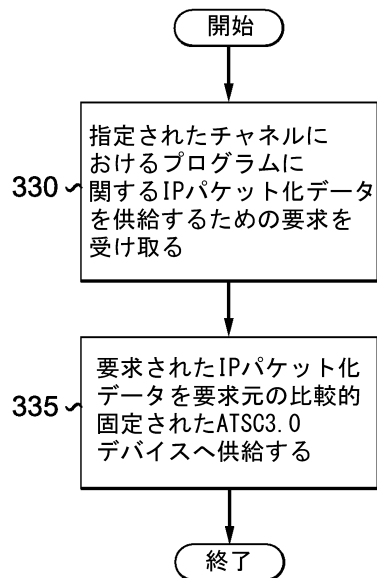 開始
330
指定されたチャネルに
おけるプログラムに
関するIPパケット化データ
を供給するための要求を
受け取る
335
要求されたIPパケット化
データを要求元の比較的
固定されたATSC3.0
デバイスへ供給する
終了